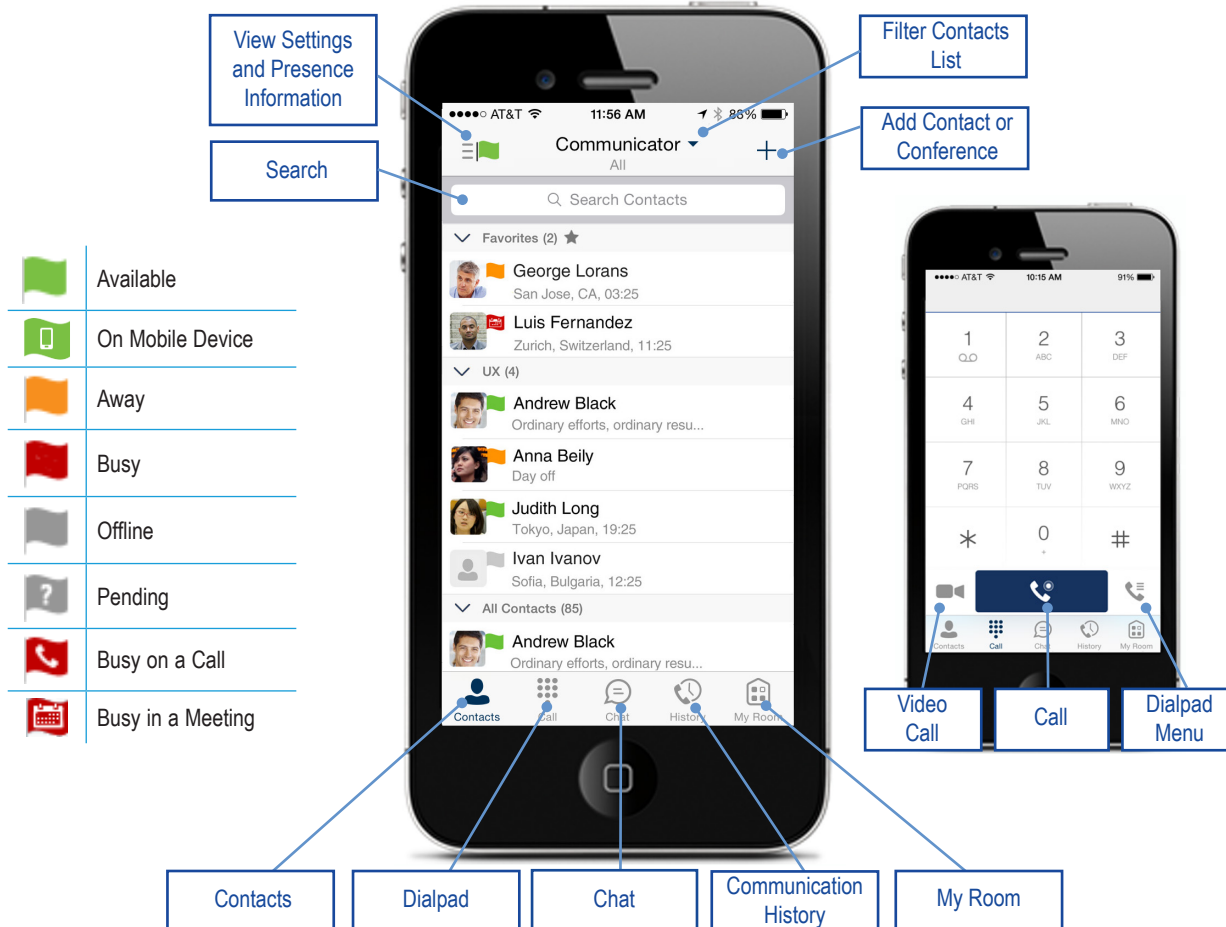 View Settings
and Presence
Information
Filter Contacts
List
Add Contact or
Conference
Search
AT&T
11:56 AM
86%
Communicator
All
Search Contacts
Favorites (2)
George Lorans
San Jose, CA, 03:25
Luis Fernandez
Zurich, Switzerland, 11:25
UX (4)
Andrew Black
Ordinary efforts, ordinary resu...
Anna Beily
Day off
Judith Long
Tokyo, Japan, 19:25
Ivan Ivanov
Sofia, Bulgaria, 12:25
All Contacts (85)
Andrew Black
Ordinary efforts, ordinary resu...
Contacts
Call
Chat
History
My Room
Available
On Mobile Device
Away
Busy
Offline
?
Pending
Busy on a Call
Busy in a Meeting
AT&T
10:15 AM
91%
1
2
ABC
3
DEF
4
GHI
5
JKL
6
MNO
7
PQRS
8
TUV
9
WXYZ
*
0
+
#
Contacts
Call
Chat
History
My Room
Video
Call
Call
Dialpad
Menu
Contacts
Dialpad
Chat
Communication
History
My Room